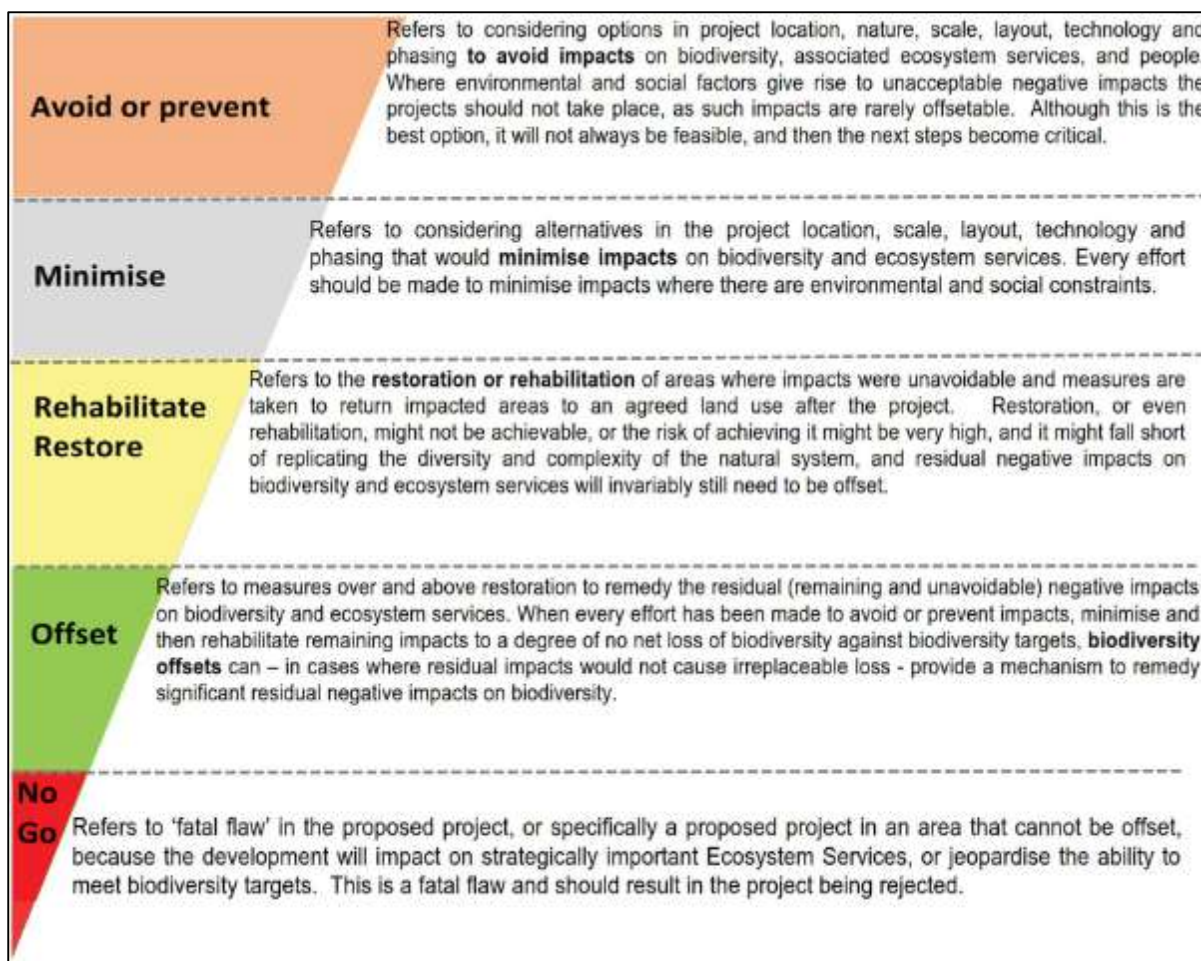 Refers to considering options in project location, nature, scale, layout, technology and
phasing to avoid impacts on biodiversity, associated ecosystem services, and people
Where environmental and social factors give rise to unacceptable negative impacts the
Avoid or prevent
projects should not take place, as such impacts are rarely offsetable. Although this is the
best option, it will not always be feasible, and then the next steps become critical.
Refers to considering alternatives in the project location, scale, layout, technology and
phasing that would minimise impacts on biodiversity and ecosystem services. Every effort
Minimise
should be made to minimise impacts where there are environmental and social constraints.
Refers to the restoration or rehabilitation of areas where impacts were unavoidable and measures are
Rehabilitate
taken to return impacted areas to an agreed land use after the project. Restoration, or even
Restore
rehabilitation, might not be achievable, or the risk of achieving it might be very high, and it might fall short
of replicating the diversity and complexity of the natural system, and residual negative impacts on
biodiversity and ecosystem services will invariably still need to be offset.
Refers to measures over and above restoration to remedy the residual (remaining and unavoidable) negative impacts
on biodiversity and ecosystem services. When every effort has been made to avoid or prevent impacts, minimise and
Offset
then rehabilitate remaining impacts to a degree of no net loss of biodiversity against biodiversity targets, biodiversity
offsets can – in cases where residual impacts would not cause irreplaceable loss - provide a mechanism to remedy
significant residual negative impacts on biodiversity.
No
Go
Refers to ‘fatal flaw’ in the proposed project, or specifically a proposed project in an area that cannot be offset,
because the development will impact on strategically important Ecosystem Services, or jeopardise the ability to
meet biodiversity targets. This is a fatal flaw and should result in the project being rejected.